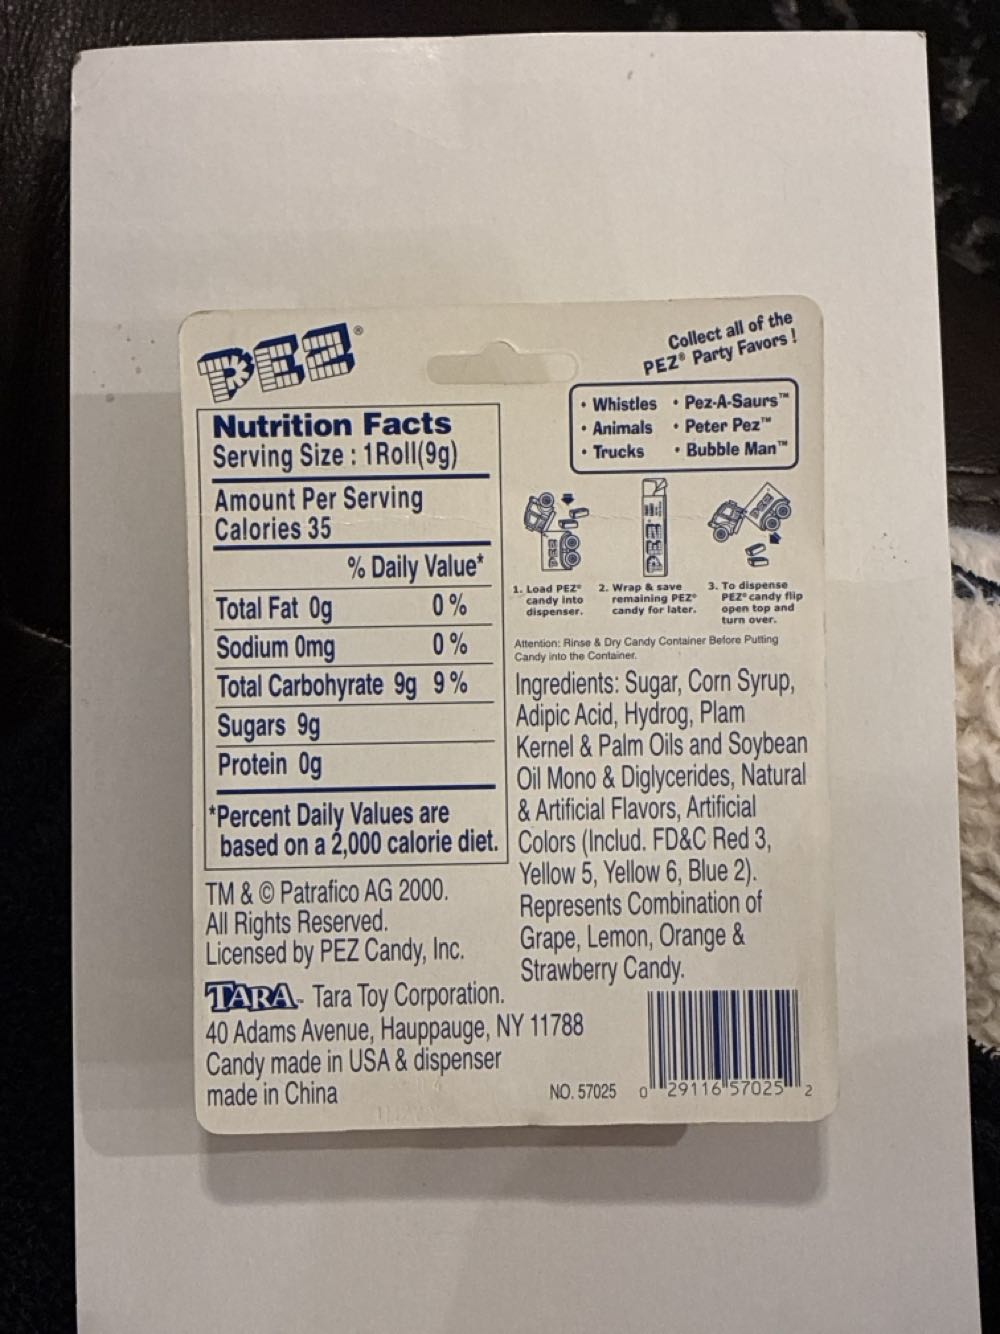 PEZ®
Collect all of the
PEZ® Party Favors !
• Whistles • Pez-A-Saurs™
• Animals • Peter Pez™
• Trucks • Bubble Man™
Nutrition Facts
Serving Size : 1Roll(9g)
Amount Per Serving
Calories 35
% Daily Value*
Total Fat 0g 0%
Sodium 0mg 0%
Total Carbohyrate 9g 9%
Sugars 9g
Protein 0g
*Percent Daily Values are
based on a 2,000 calorie diet.
PEZ
PEZ
PEZ
1. Load PEZ®
candy into
dispenser.
2. Wrap & save
remaining PEZ®
candy for later.
3. To dispense
PEZ® candy flip
open top and
turn over.
Attention: Rinse & Dry Candy Container Before Putting
Candy into the Container.
Ingredients: Sugar, Corn Syrup,
Adipic Acid, Hydrog, Plam
Kernel & Palm Oils and Soybean
Oil Mono & Diglycerides, Natural
& Artificial Flavors, Artificial
Colors (Includ. FD&C Red 3,
Yellow 5, Yellow 6, Blue 2).
Represents Combination of
Grape, Lemon, Orange &
Strawberry Candy.
TM & © Patrafico AG 2000.
All Rights Reserved.
Licensed by PEZ Candy, Inc.
TARA™ Tara Toy Corporation.
40 Adams Avenue, Hauppauge, NY 11788
Candy made in USA & dispenser
made in China
NO. 57025
0 29116 57025 2